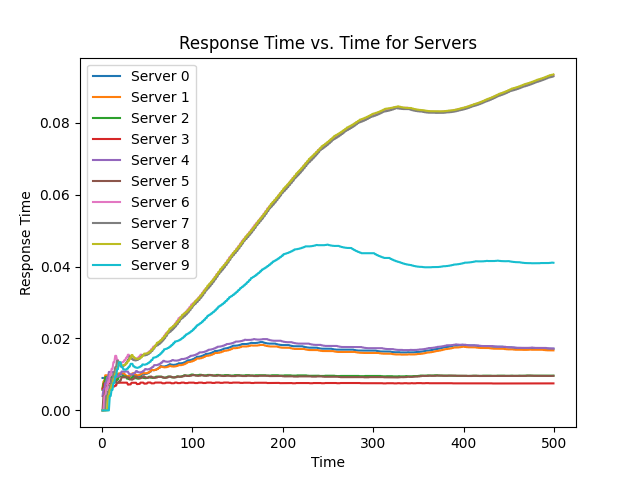 Response Time vs. Time for Servers
Server 0
Server 1
Server 2
Server 3
Server 4
Server 5
Server 6
Server 7
Server 8
Server 9
0.08
0.06
0.04
0.02
0.00
Response Time
0
100
200
300
400
500
Time